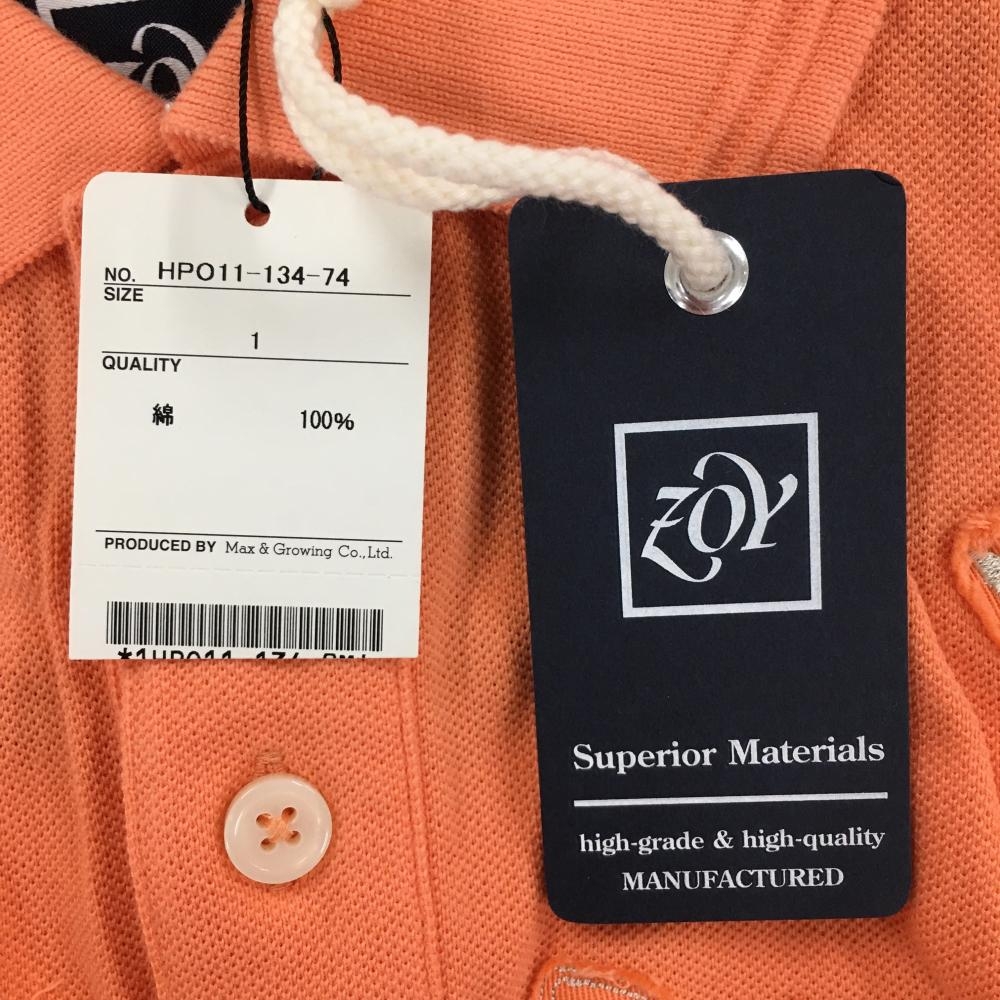 NO. HPO11-134-74
SIZE
1
QUALITY
綿 100%
PRODUCED BY Max & Growing Co.,Ltd.
ZOY
Superior Materials
high-grade & high-quality
MANUFACTURED